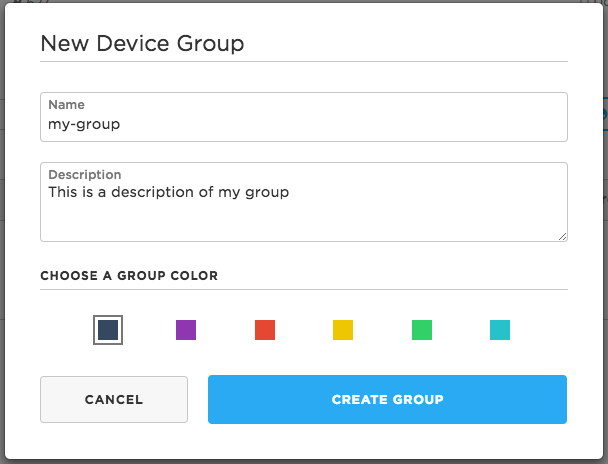 New Device Group
Name
my-group
Description
This is a description of my group
CHOOSE A GROUP COLOR
CANCEL
CREATE GROUP